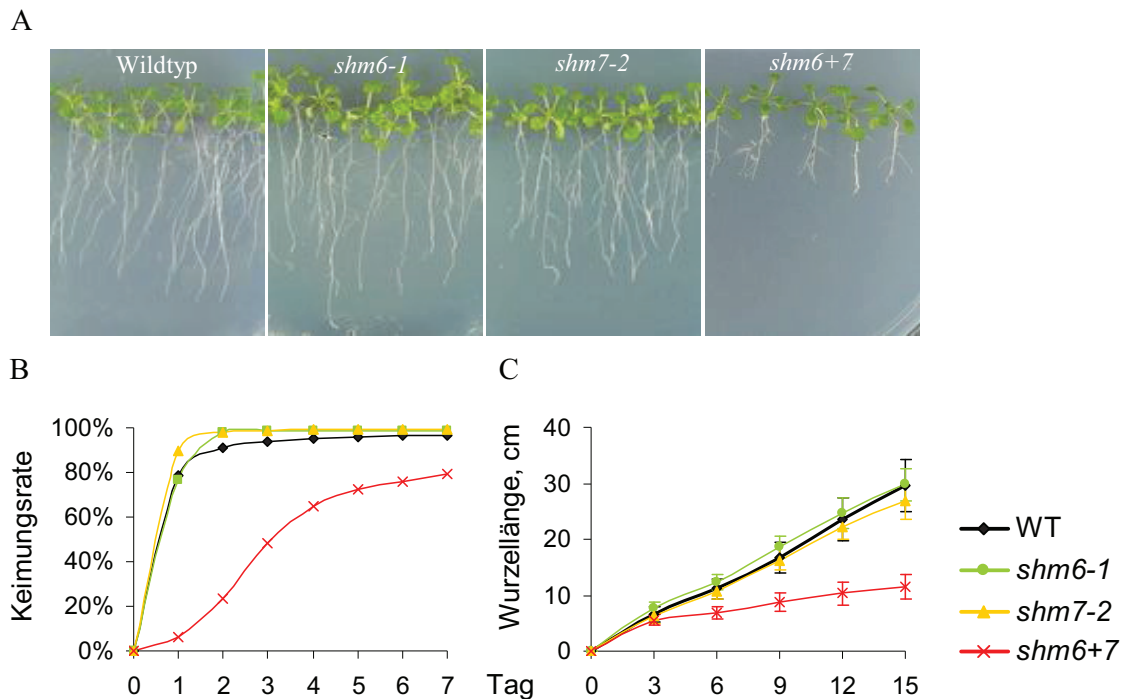 A
Wildtyp shm6-1 shm7-2 shm6+7
B
C
100%
80%
60%
40%
20%
0%
Keimungsrate
0 1 2 3 4 5 6 7
Tag
40
30
20
10
0
Wurzellänge, cm
0 3 6 9 12 15
WT
shm6-1
shm7-2
shm6+7